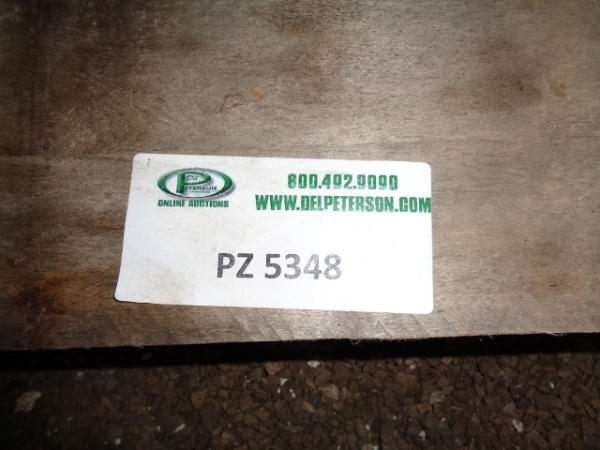 Del
PETERSON
ONLINE AUCTIONS
800.492.9090
WWW.DELPETERSON.COM
PZ 5348